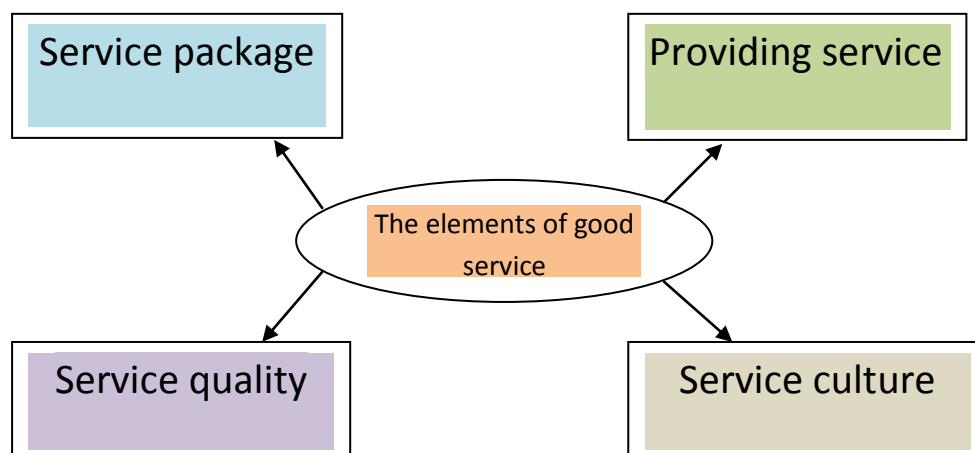 Service package
Providing service
The elements of good
service
Service quality
Service culture